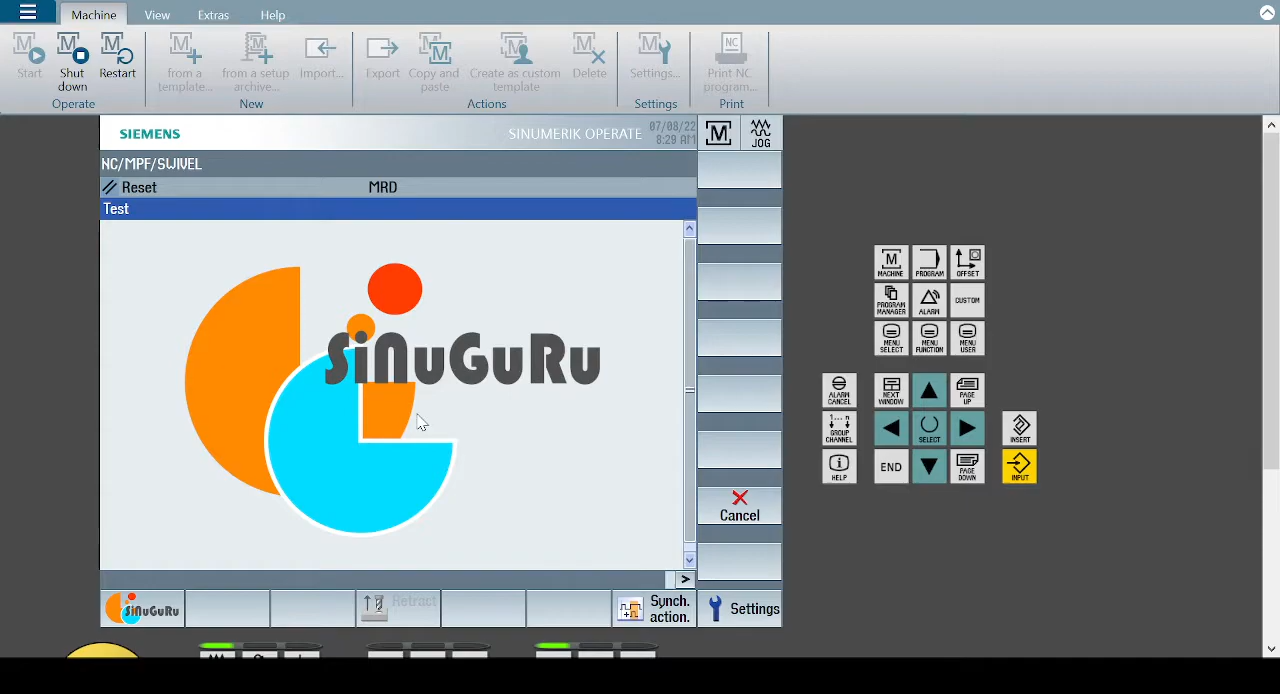 Machine View Extras Help
Start Shut down Restart
from a template... from a setup archive... Import...
Export Copy and paste Create as custom template Delete
Settings... Print NC program...
Operate New Actions Settings Print
SIEMENS SINUMERIK OPERATE 07/08/22 8:29 AM
M JOG
NC/MPF/SWIVEL
Reset MRD
Test
SiNuGuRu
Cancel
>
SiNuGuRu Retract Synch. action. Settings
M MACHINE PROGRAM OFFSET
PROGRAM MANAGER ALARM CUSTOM
MENU SELECT MENU FUNCTION MENU USER
ALARM CANCEL NEXT WINDOW PAGE UP
1... n GROUP CHANNEL SELECT INSERT
HELP END PAGE DOWN INPUT